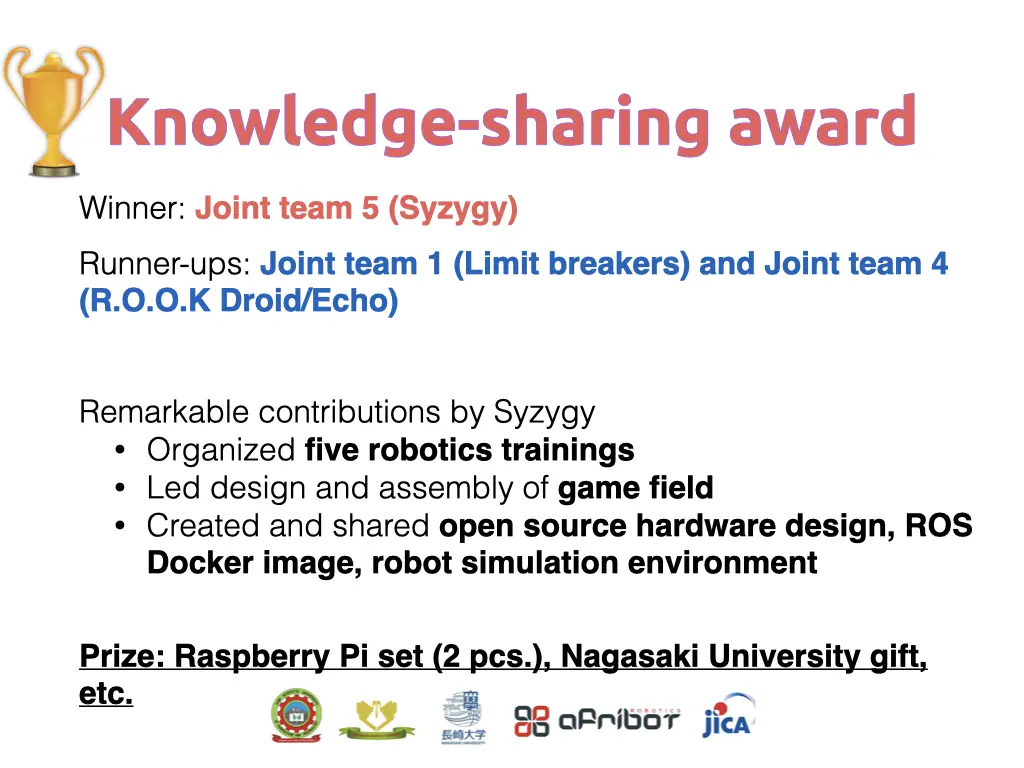 Knowledge-sharing award
Winner: Joint team 5 (Syzygy)
Runner-ups: Joint team 1 (Limit breakers) and Joint team 4
(R.O.O.K Droid/Echo)
Remarkable contributions by Syzygy
• Organized five robotics trainings
• Led design and assembly of game field
• Created and shared open source hardware design, ROS
Docker image, robot simulation environment
Prize: Raspberry Pi set (2 pcs.), Nagasaki University gift,
etc.
長崎大学
NAGASAKI UNIVERSITY
ROBOTICS
aFribot
jICA